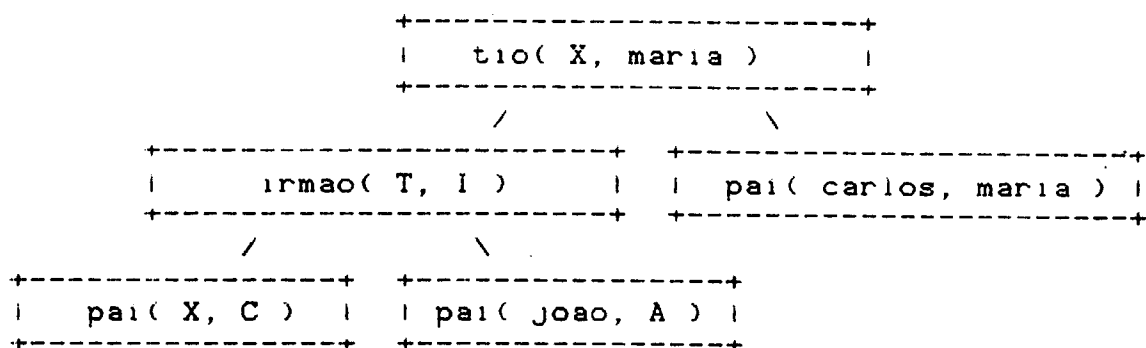 tio( X, maria )
irmao( T, I ) pai( carlos, maria )
pai( X, C ) pai( joao, A )